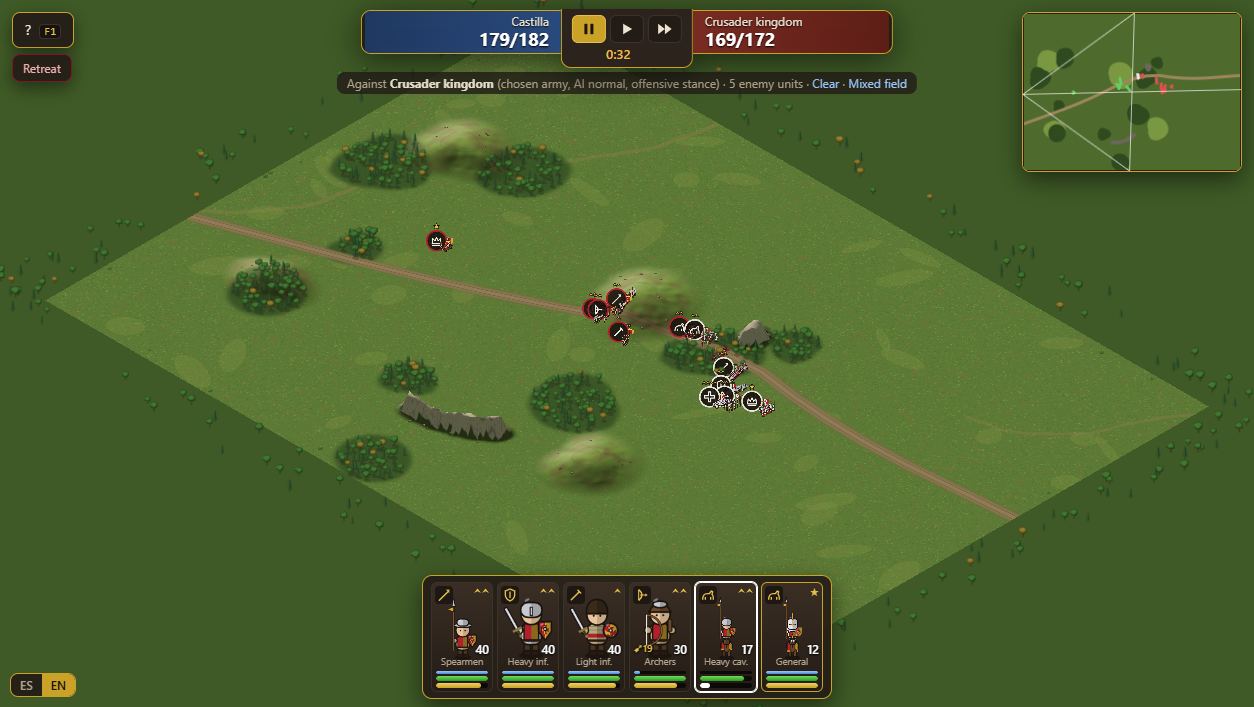 ? F1
Retreat
Castilla
179/182
0:32
Crusader kingdom
169/172
Against Crusader kingdom (chosen army, AI normal, offensive stance) · 5 enemy units · Clear · Mixed field
40
Spearmen
40
Heavy inf.
40
Light inf.
19
30
Archers
17
Heavy cav.
12
General
ES EN